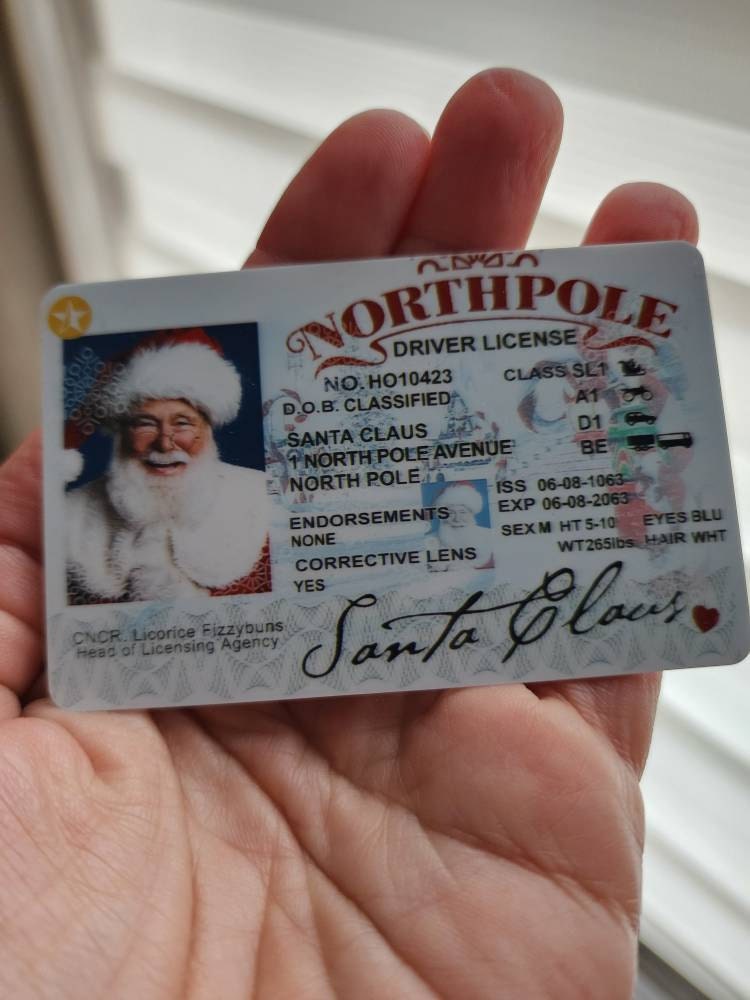 NORTHPOLE
DRIVER LICENSE
NO. HO10423
D.O.B. CLASSIFIED
CLASS SL1
A1
D1
BE
SANTA CLAUS
1 NORTH POLE AVENUE
NORTH POLE
ISS 06-08-1063
EXP 06-08-2063
ENDORSEMENTS
NONE
SEX M HT 5-10 EYES BLU
WT265lbs HAIR WHT
CORRECTIVE LENS
YES
CNCR. Licorice Fizzybuns
Head of Licensing Agency
Santa Claus